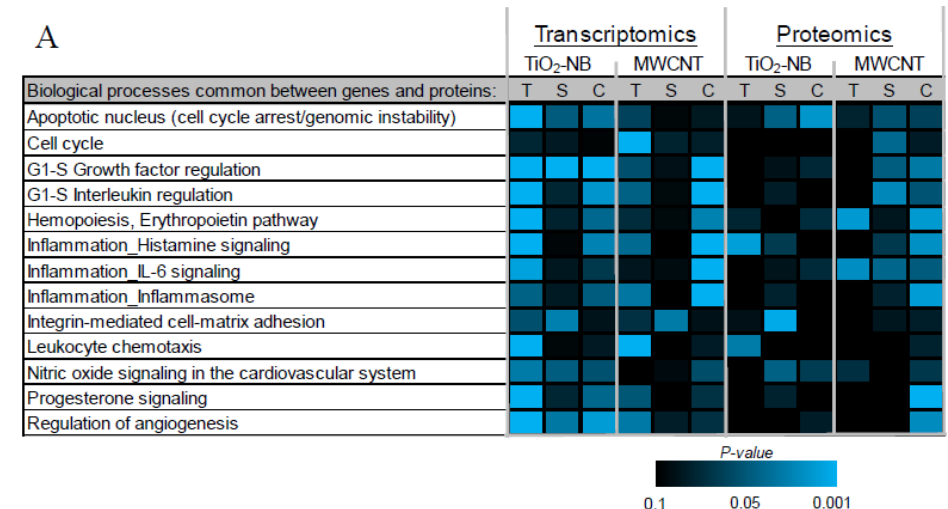 A
Transcriptomics Proteomics
TiO2-NB MWCNT TiO2-NB MWCNT
Biological processes common between genes and proteins: T S C T S C T S C T S C
Apoptotic nucleus (cell cycle arrest/genomic instability)
Cell cycle
G1-S Growth factor regulation
G1-S Interleukin regulation
Hemopoiesis, Erythropoietin pathway
Inflammation_Histamine signaling
Inflammation_IL-6 signaling
Inflammation_Inflammasome
Integrin-mediated cell-matrix adhesion
Leukocyte chemotaxis
Nitric oxide signaling in the cardiovascular system
Progesterone signaling
Regulation of angiogenesis
P-value
0.1 0.05 0.001